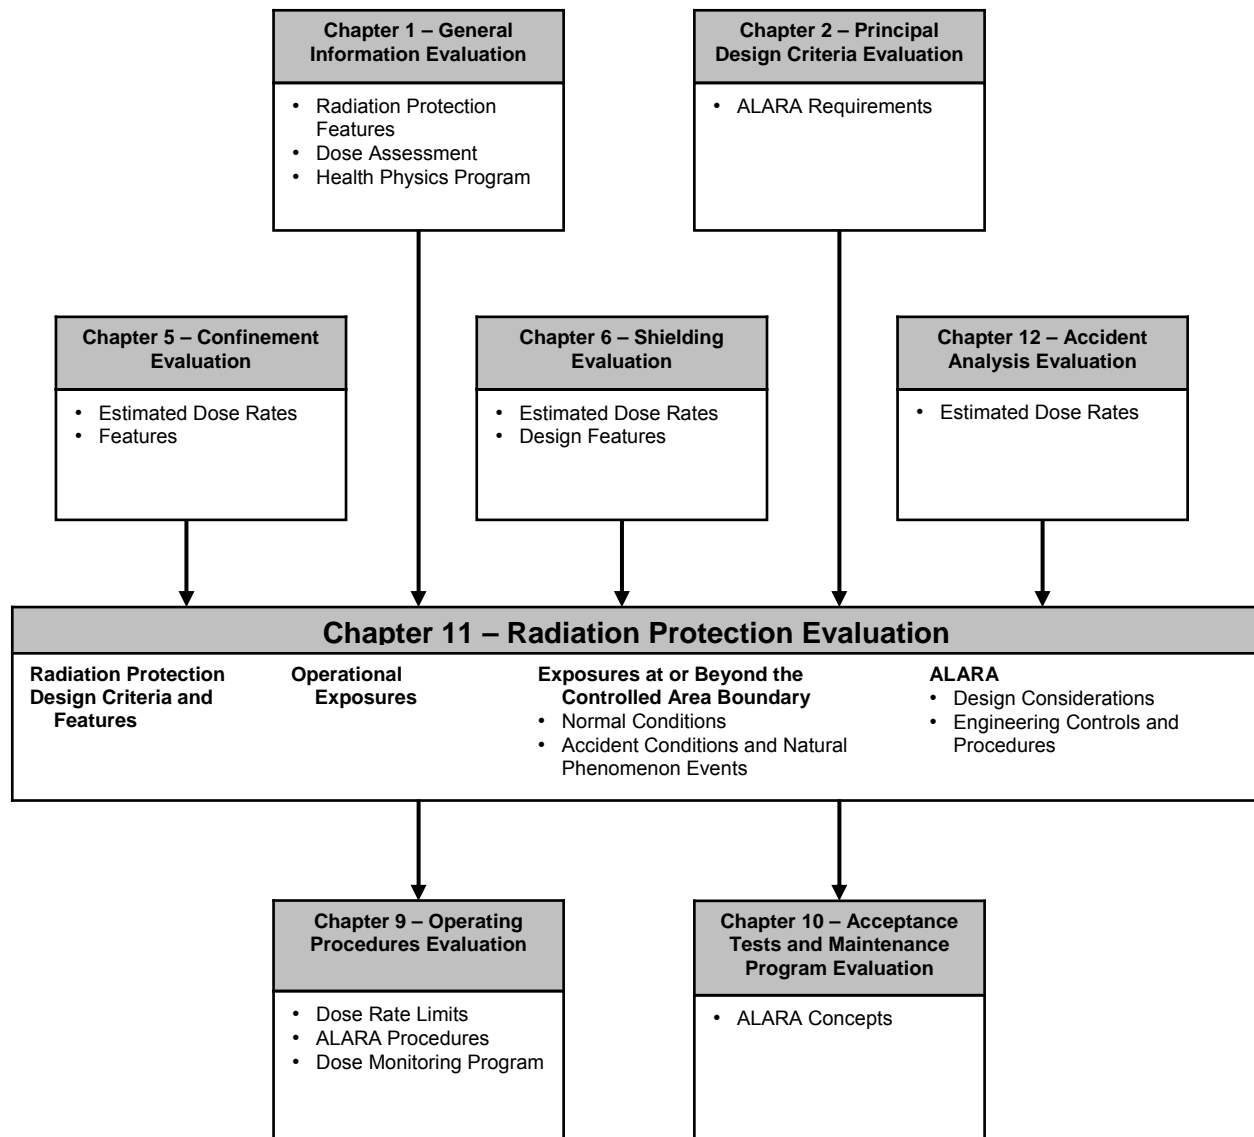 Chapter 1 – General
Information Evaluation
• Radiation Protection
Features
• Dose Assessment
• Health Physics Program
Chapter 2 – Principal
Design Criteria Evaluation
• ALARA Requirements
Chapter 5 – Confinement
Evaluation
• Estimated Dose Rates
• Features
Chapter 6 – Shielding
Evaluation
• Estimated Dose Rates
• Design Features
Chapter 12 – Accident
Analysis Evaluation
• Estimated Dose Rates
Chapter 11 – Radiation Protection Evaluation
Radiation Protection
Design Criteria and
Features
Operational
Exposures
Exposures at or Beyond the
Controlled Area Boundary
• Normal Conditions
• Accident Conditions and Natural
Phenomenon Events
ALARA
• Design Considerations
• Engineering Controls and
Procedures
Chapter 9 – Operating
Procedures Evaluation
• Dose Rate Limits
• ALARA Procedures
• Dose Monitoring Program
Chapter 10 – Acceptance
Tests and Maintenance
Program Evaluation
• ALARA Concepts